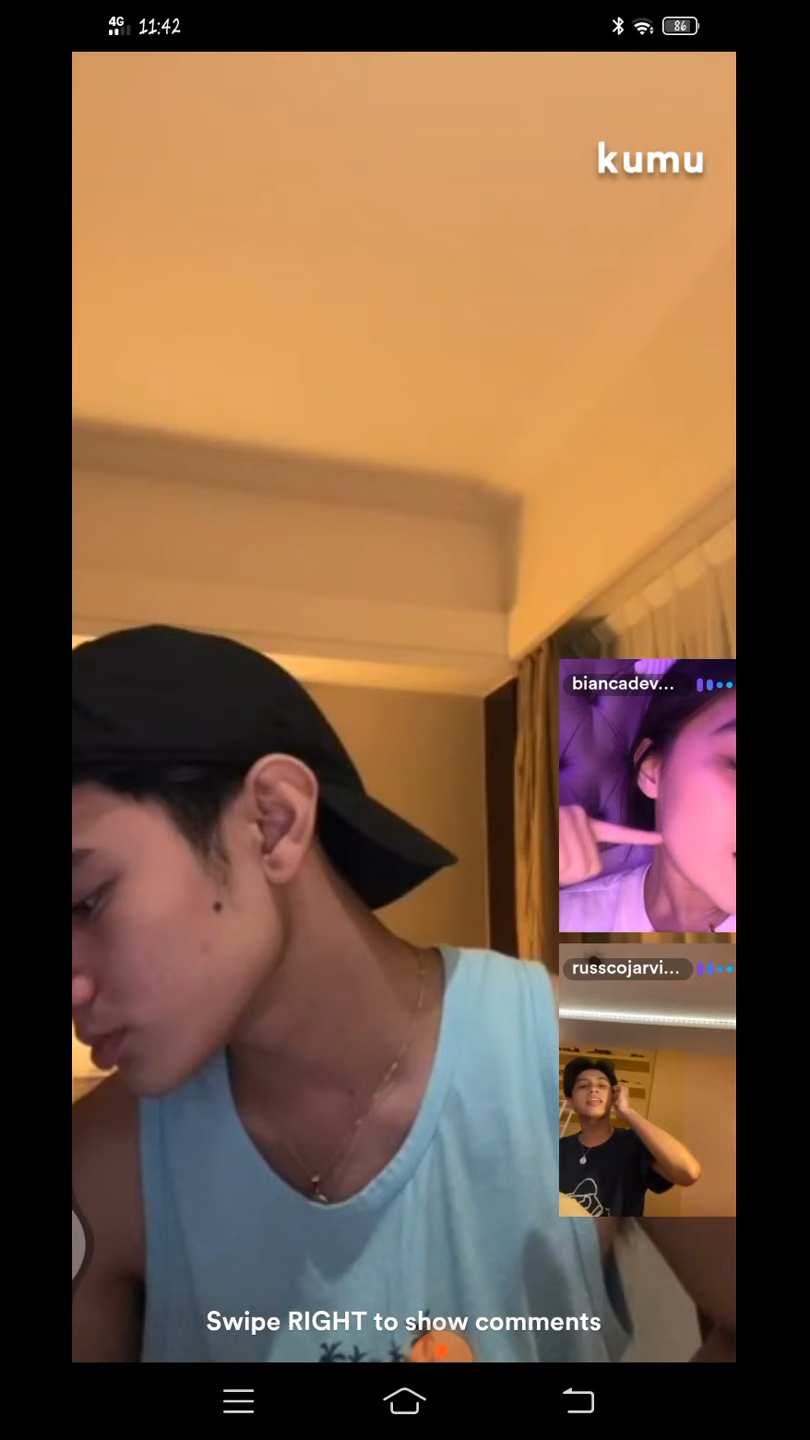 4G 11:42 86
kumu
biancadev...
russcojarvi...
Swipe RIGHT to show comments